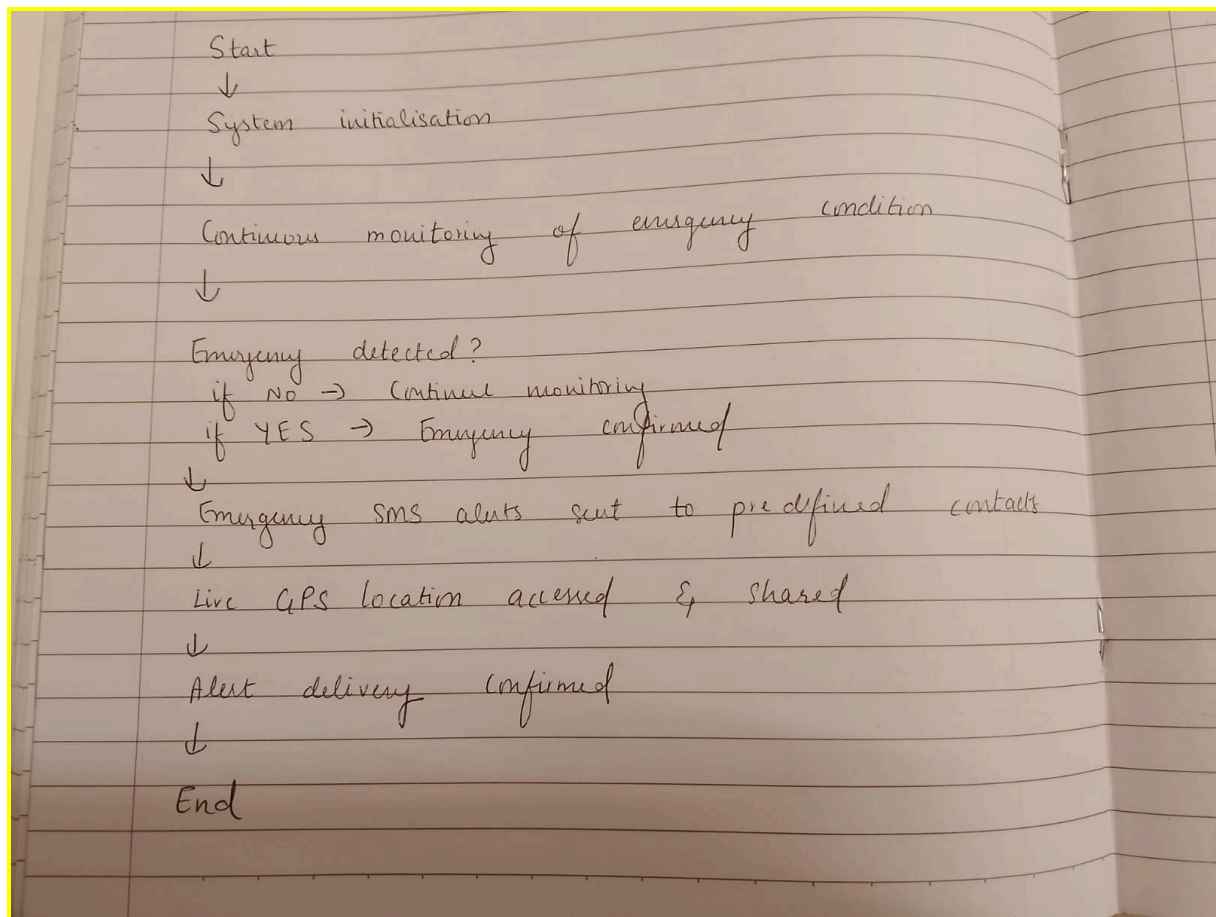 Start
↓
System initialisation
↓
Continuous monitoring of emergency condition
↓
Emergency detected?
if NO → Continue monitoring
if YES → Emergency confirmed
↓
Emergency SMS alerts sent to predefined contacts
↓
Live GPS location accessed & shared
↓
Alert delivery confirmed
↓
End